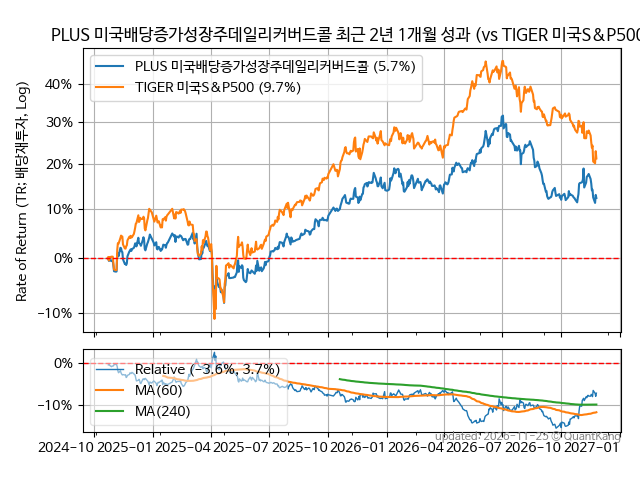 PLUS 미국배당증가성장주데일리커버드콜 최근 2년 1개월 성과 (vs TIGER 미국S&P500
Rate of Return (TR: 배당재투자, Log)
PLUS 미국배당증가성장주데일리커버드콜 (5.7%)
TIGER 미국S&P500 (9.7%)
40%
30%
20%
10%
0%
−10%
Relative (−3.6%, 3.7%)
MA(60)
MA(240)
0%
−10%
updated: 2026-11-25 © QuantKang
2024-10 2025-01 2025-04 2025-07 2025-10 2026-01 2026-04 2026-07 2026-10 2027-01